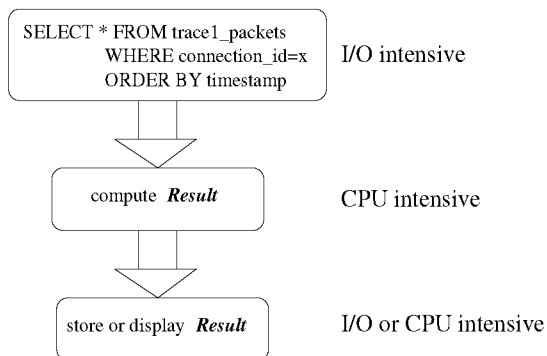 SELECT * FROM trace1_packets
WHERE connection_id=x
ORDER BY timestamp
I/O intensive
compute Result
CPU intensive
store or display Result
I/O or CPU intensive